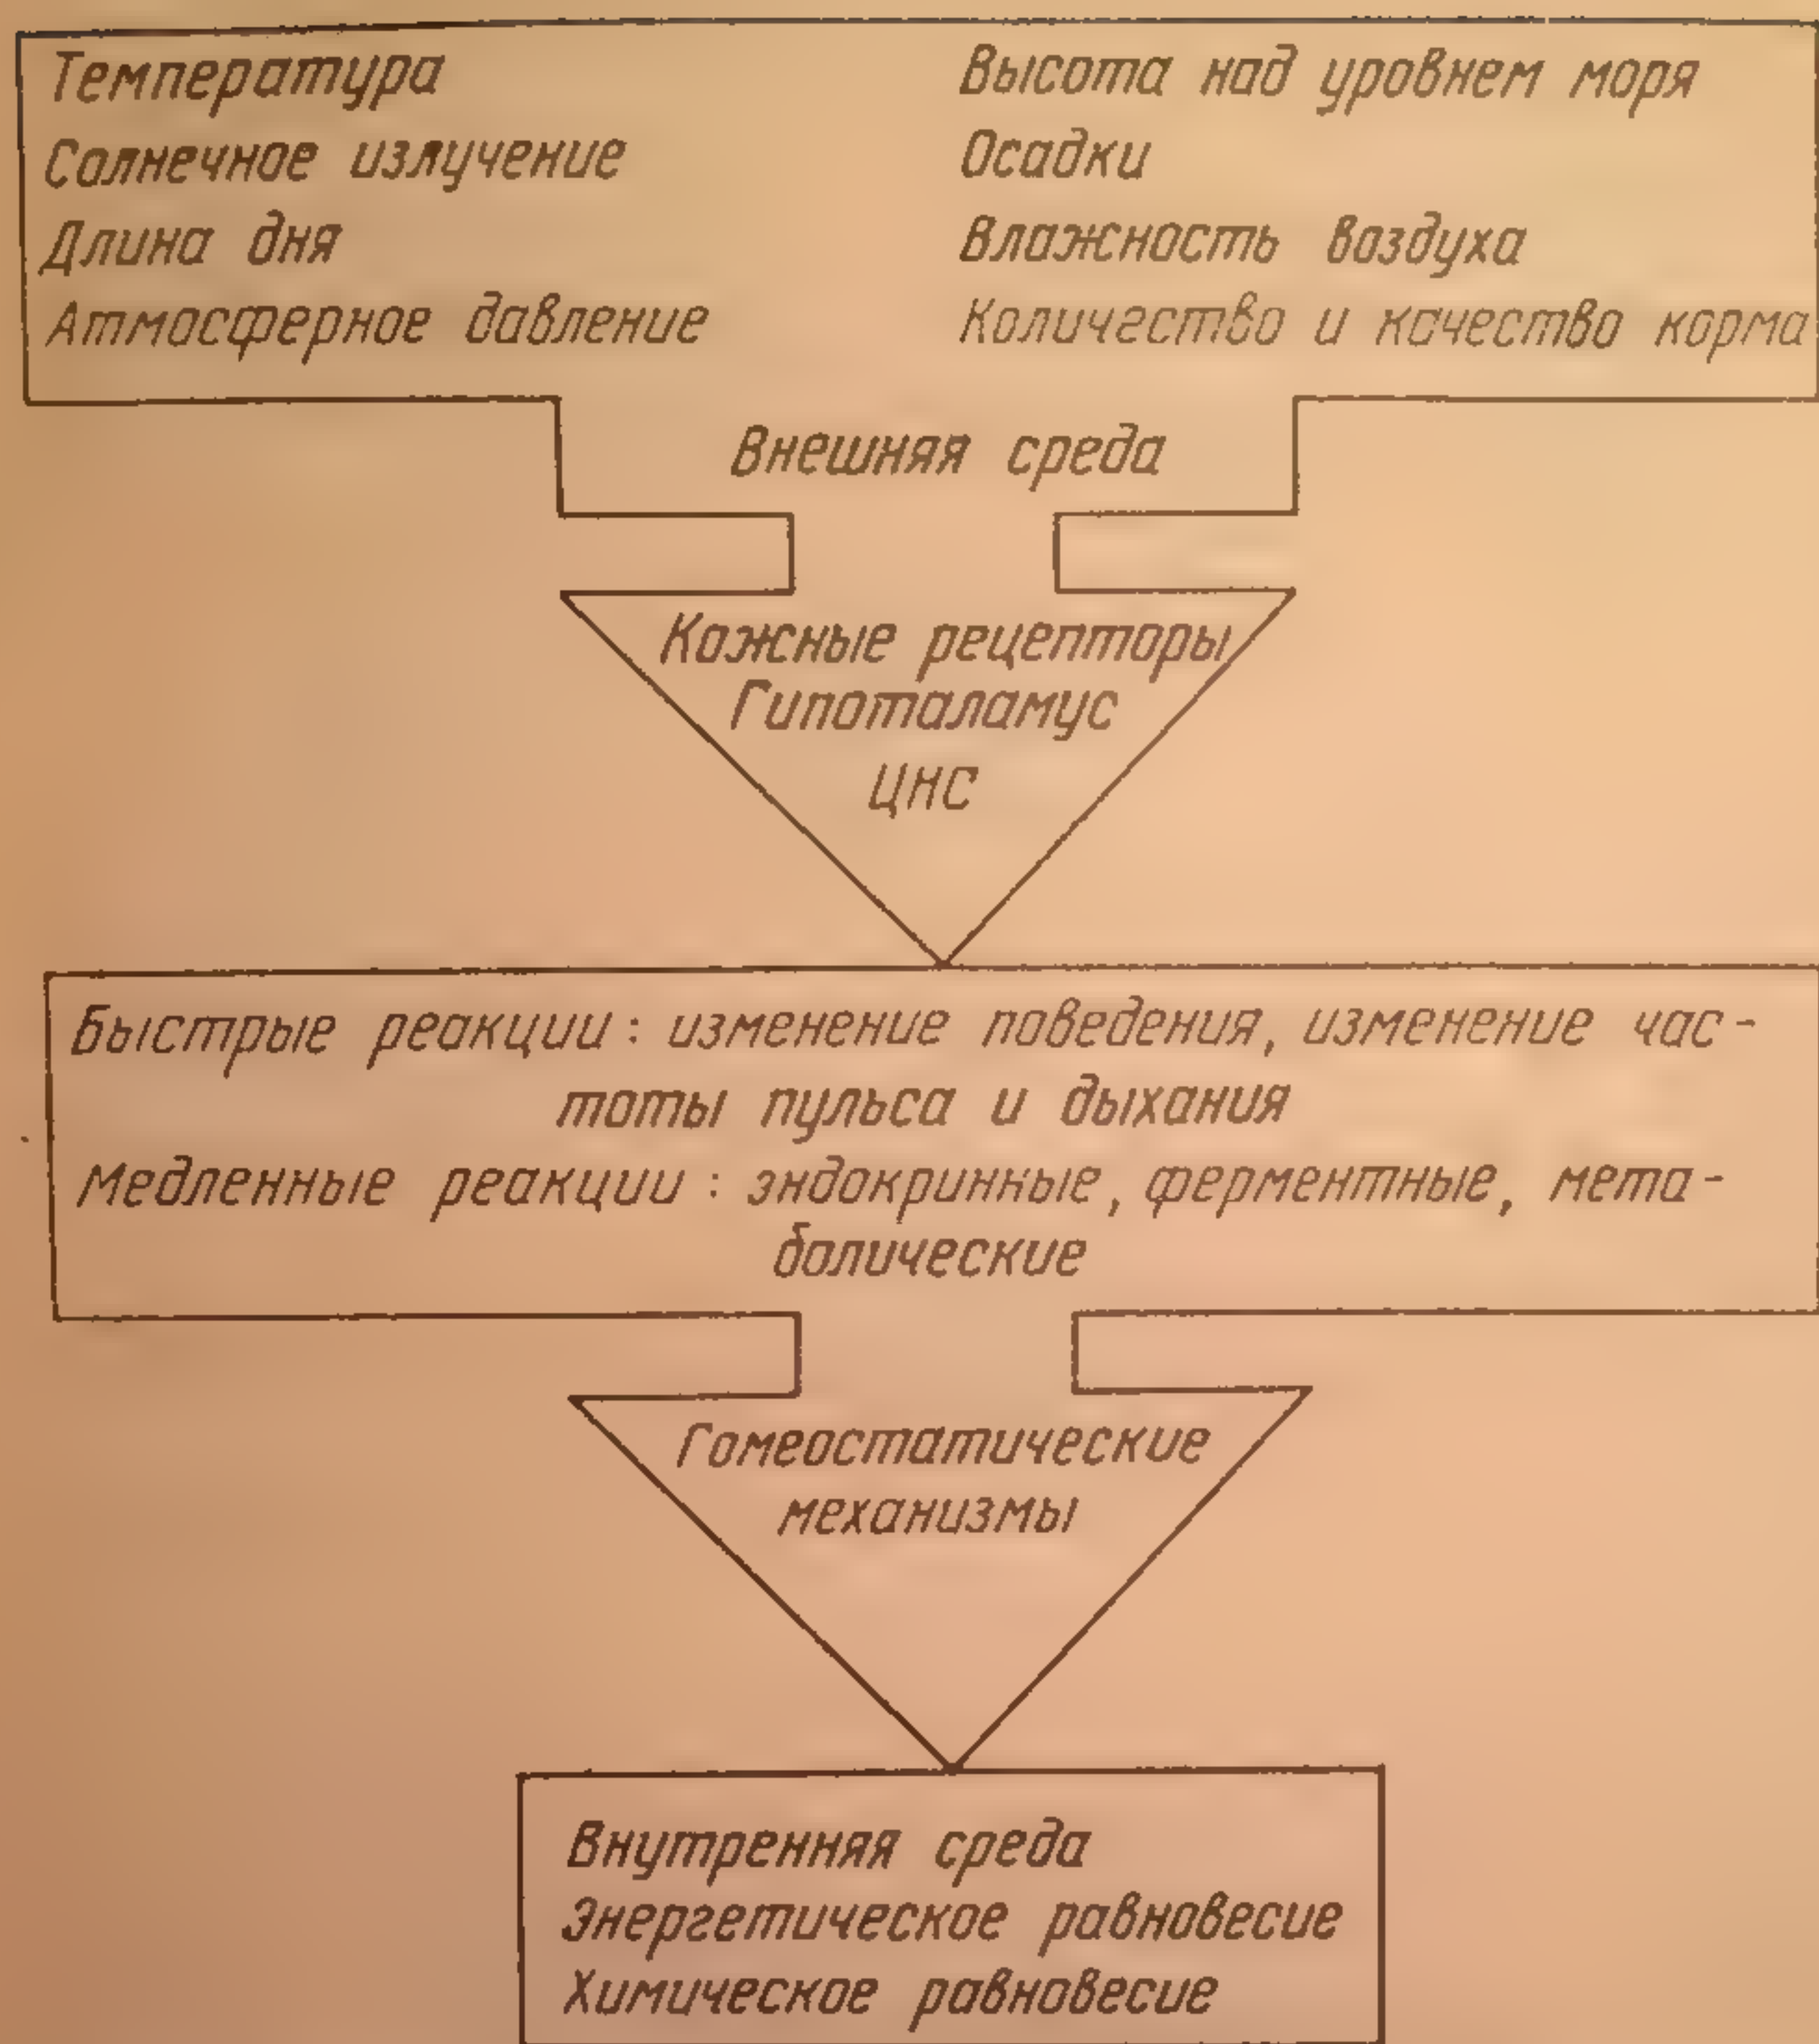 Температура
Солнечное излучение
Длина дня
Атмосферное давление
Высота над уровнем моря
Осадки
Влажность воздуха
Количество и качество корма
Внешняя среда
Кожные рецепторы
Гипоталамус
ЦНС
Быстрые реакции: изменение поведения, изменение час-
тоты пульса и дыхания
Медленные реакции: эндокринные, ферментные, мета-
болические
Гомеостатические
механизмы
Внутренняя среда
Энергетическое равновесие
Химическое равновесие